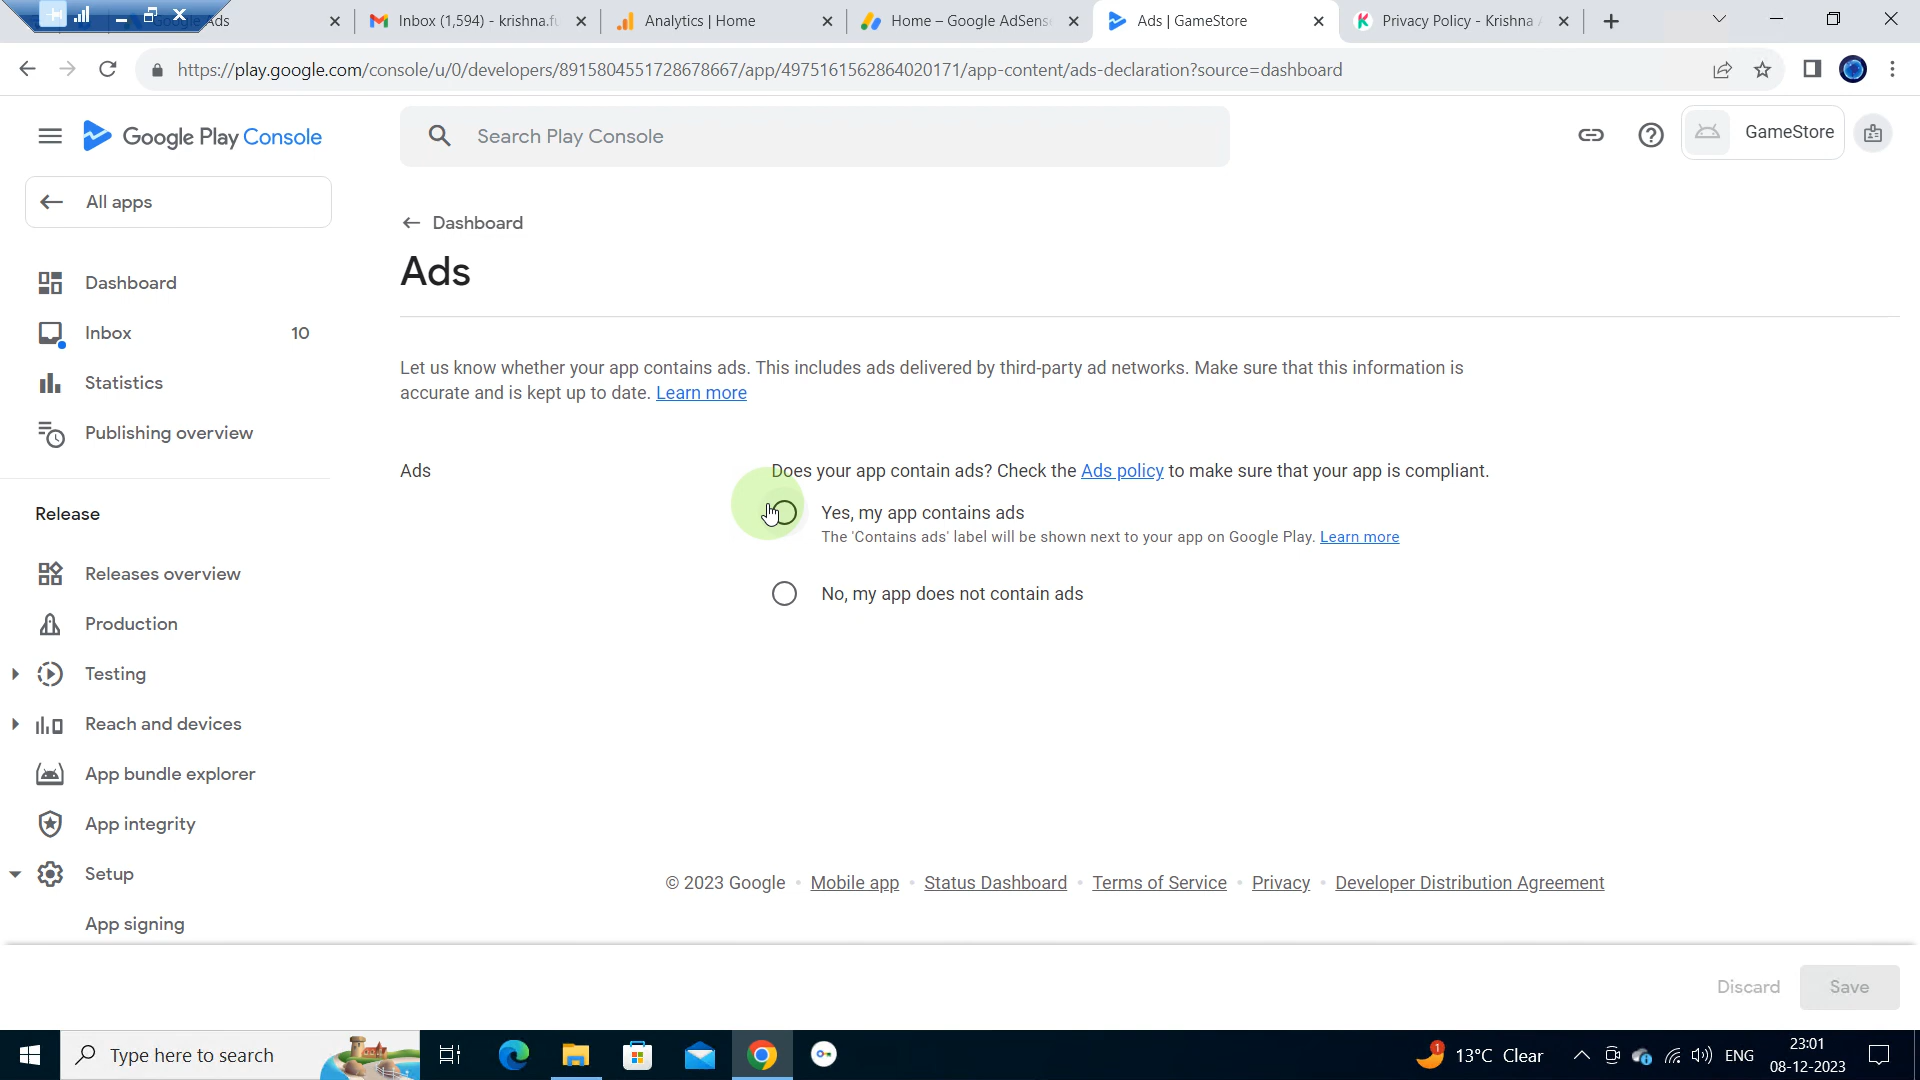 Ads
Inbox (1,594) - krishna.fu
Analytics | Home
Home – Google AdSens
Ads | GameStore
Privacy Policy - Krishna
https://play.google.com/console/u/0/developers/8915804551728678667/app/4975161562864020171/app-content/ads-declaration?source=dashboard
Google Play Console
Search Play Console
GameStore
All apps
Dashboard
Ads
Dashboard
Inbox 10
Statistics
Publishing overview
Let us know whether your app contains ads. This includes ads delivered by third-party ad networks. Make sure that this information is
accurate and is kept up to date. Learn more
Ads
Does your app contain ads? Check the Ads policy to make sure that your app is compliant.
Yes, my app contains ads
The 'Contains ads' label will be shown next to your app on Google Play. Learn more
No, my app does not contain ads
Release
Releases overview
Production
Testing
Reach and devices
App bundle explorer
App integrity
Setup
App signing
© 2023 Google • Mobile app • Status Dashboard • Terms of Service • Privacy • Developer Distribution Agreement
Discard
Save
Type here to search
1
13°C Clear
ENG
23:01
08-12-2023